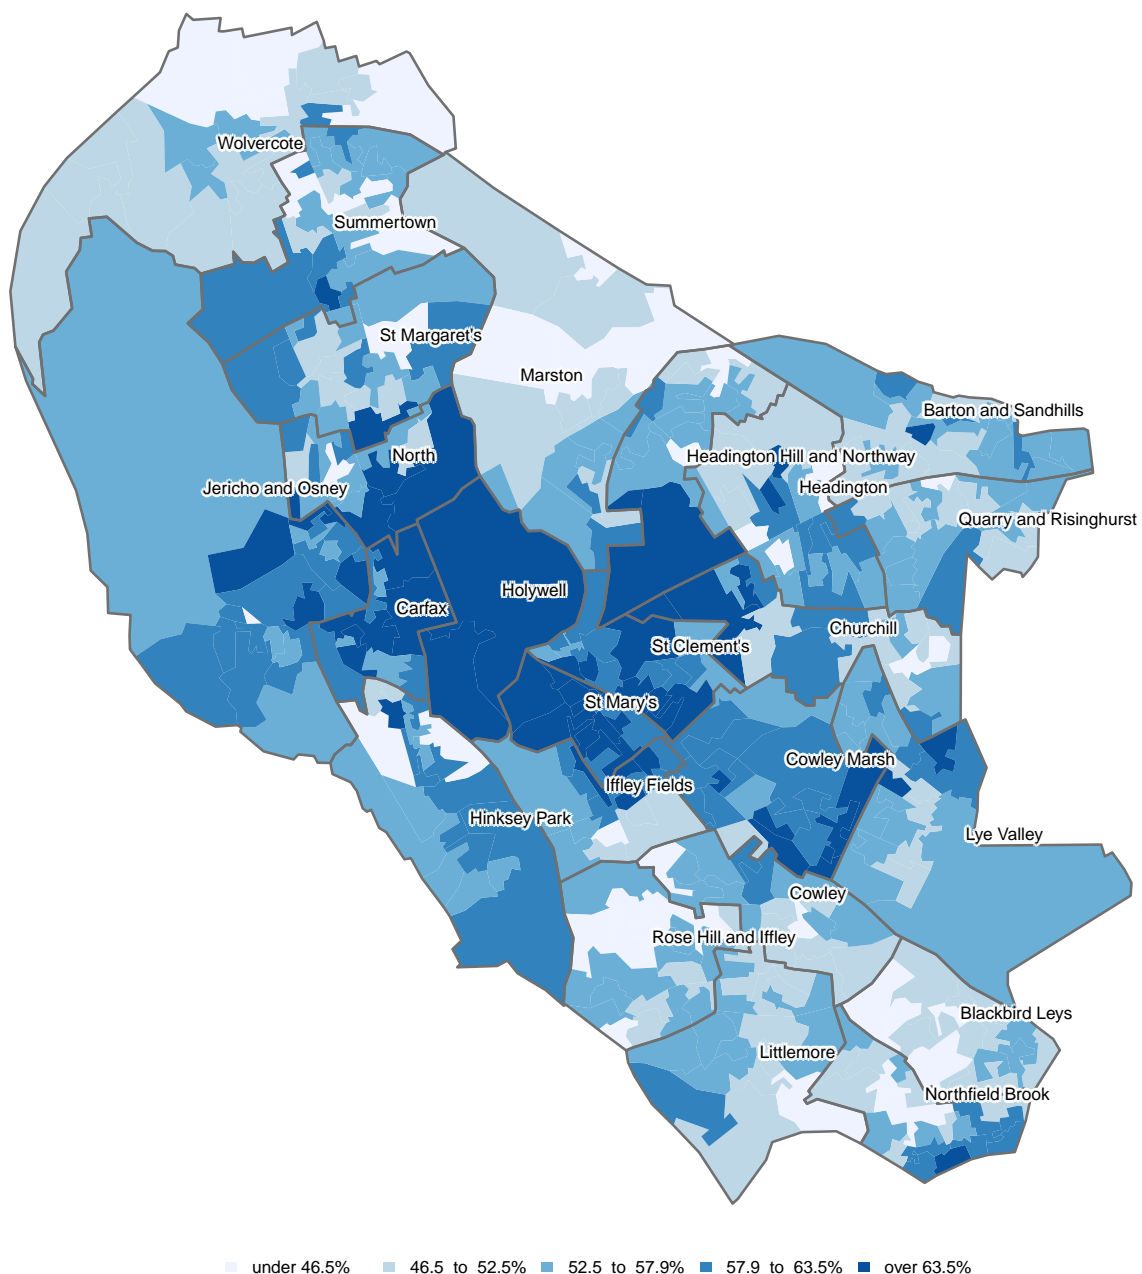 Wolvercote
Summertown
St Margaret's
Marston
Barton and Sandhills
North
Headington Hill and Northway
Jericho and Osney
Headington
Quarry and Risinghurst
Holywell
Carfax
Churchill
St Clement's
St Mary's
Cowley Marsh
Iffley Fields
Hinksey Park
Lye Valley
Cowley
Rose Hill and Iffley
Blackbird Leys
Littlemore
Northfield Brook
under 46.5% 46.5 to 52.5% 52.5 to 57.9% 57.9 to 63.5% over 63.5%